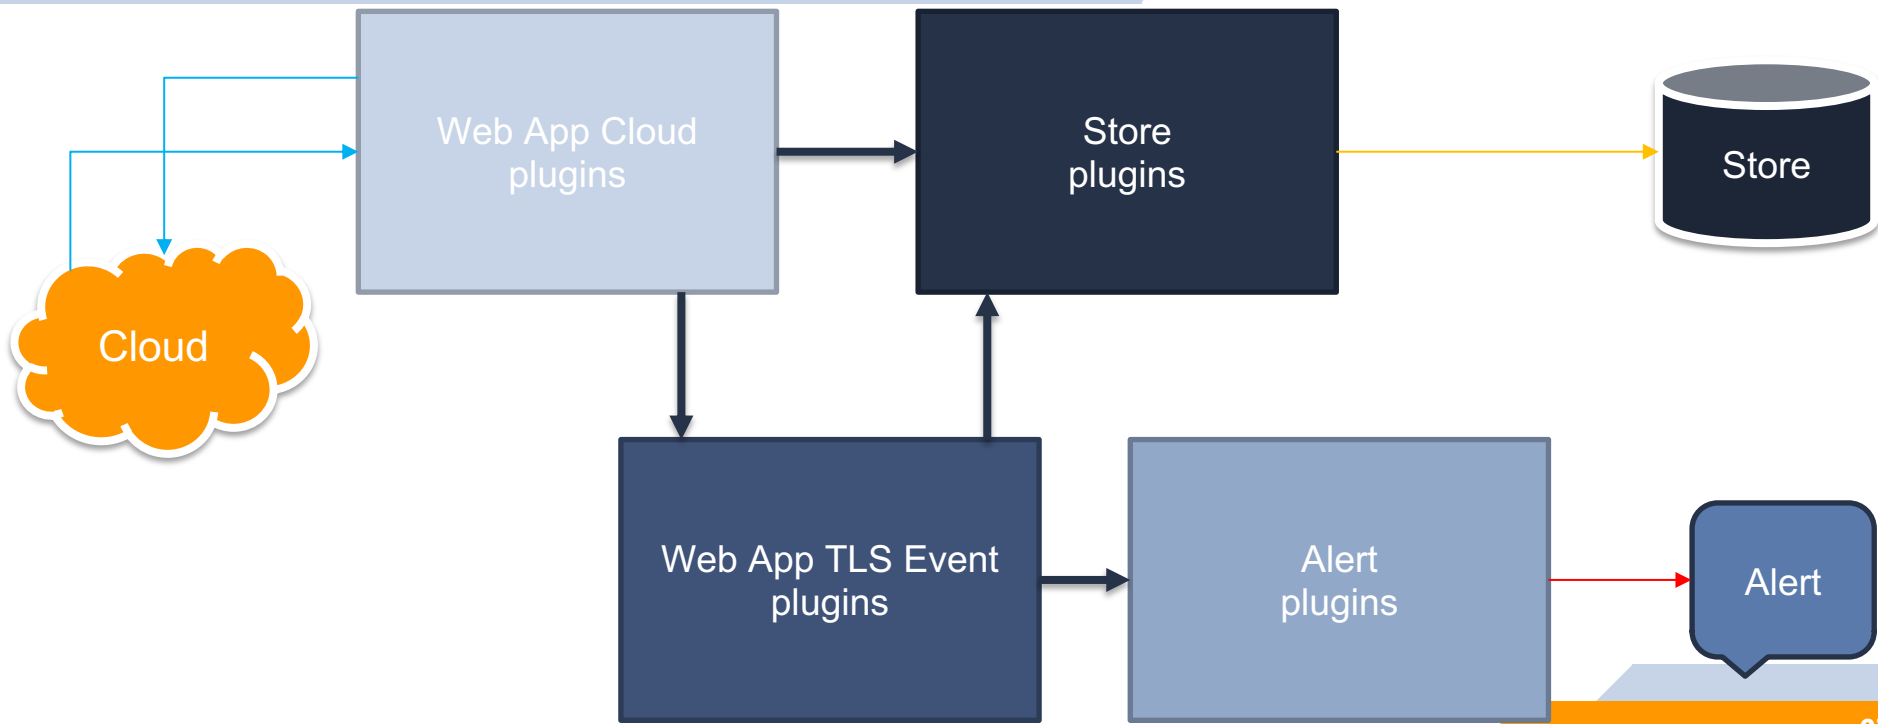 Web App Cloud
plugins
Store
plugins
Store
Cloud
Web App TLS Event
plugins
Alert
plugins
Alert